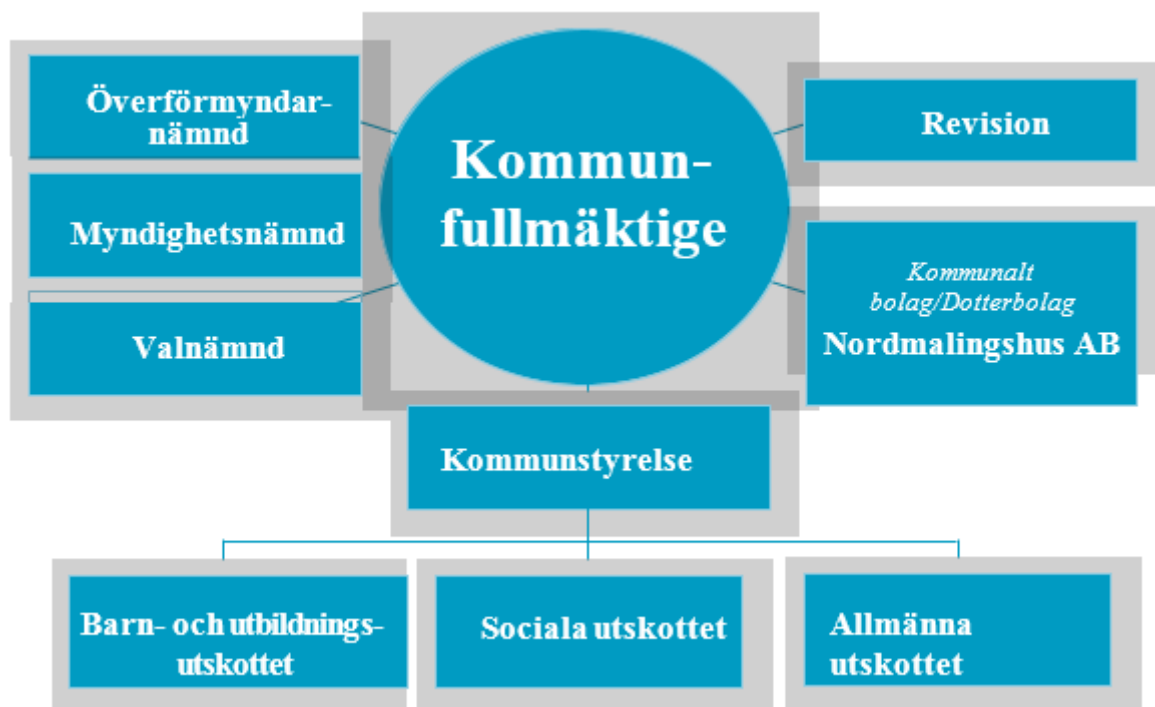 Överförmyndar-
nämnd
Myndighetsnämnd
Valnämnd
Kommun-
fullmäktige
Revision
Kommunalt
bolag/Dotterbolag
Nordmalingshus AB
Kommunstyrelse
Barn- och utbildnings-
utskottet
Sociala utskottet
Allmänna
utskottet